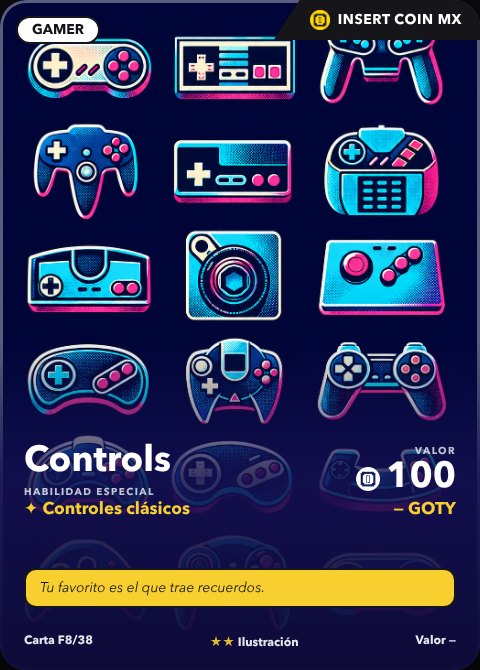 GAMER
INSERT COIN MX
Controls
VALOR
100
HABILIDAD ESPECIAL
✦ Controles clásicos
— GOTY
Tu favorito es el que trae recuerdos.
Carta F8/38
★★ Ilustración
Valor —